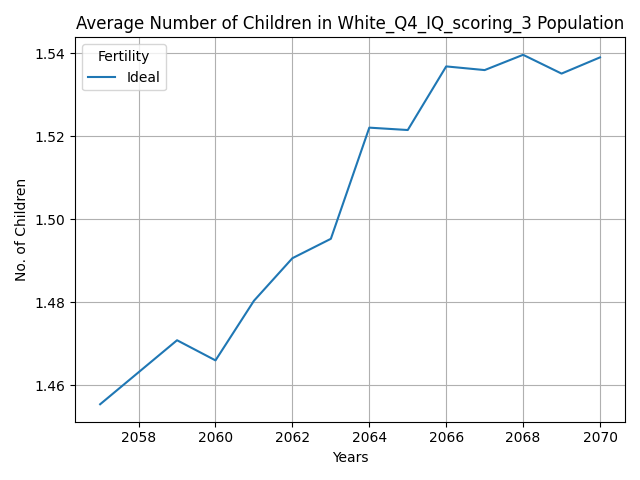 Average Number of Children in White_Q4_IQ_scoring_3 Population
Fertility
Ideal
No. of Children
1.54
1.52
1.50
1.48
1.46
2058 2060 2062 2064 2066 2068 2070
Years